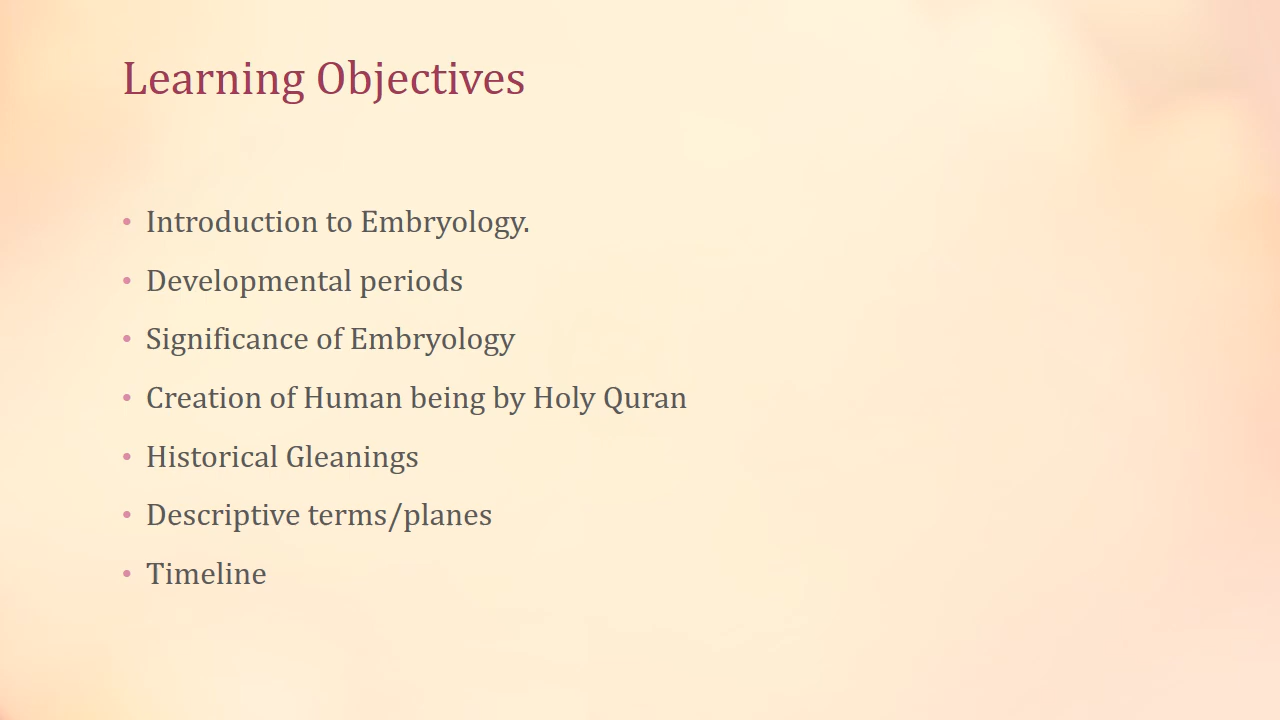 Learning Objectives
• Introduction to Embryology.
• Developmental periods
• Significance of Embryology
• Creation of Human being by Holy Quran
• Historical Gleanings
• Descriptive terms/planes
• Timeline